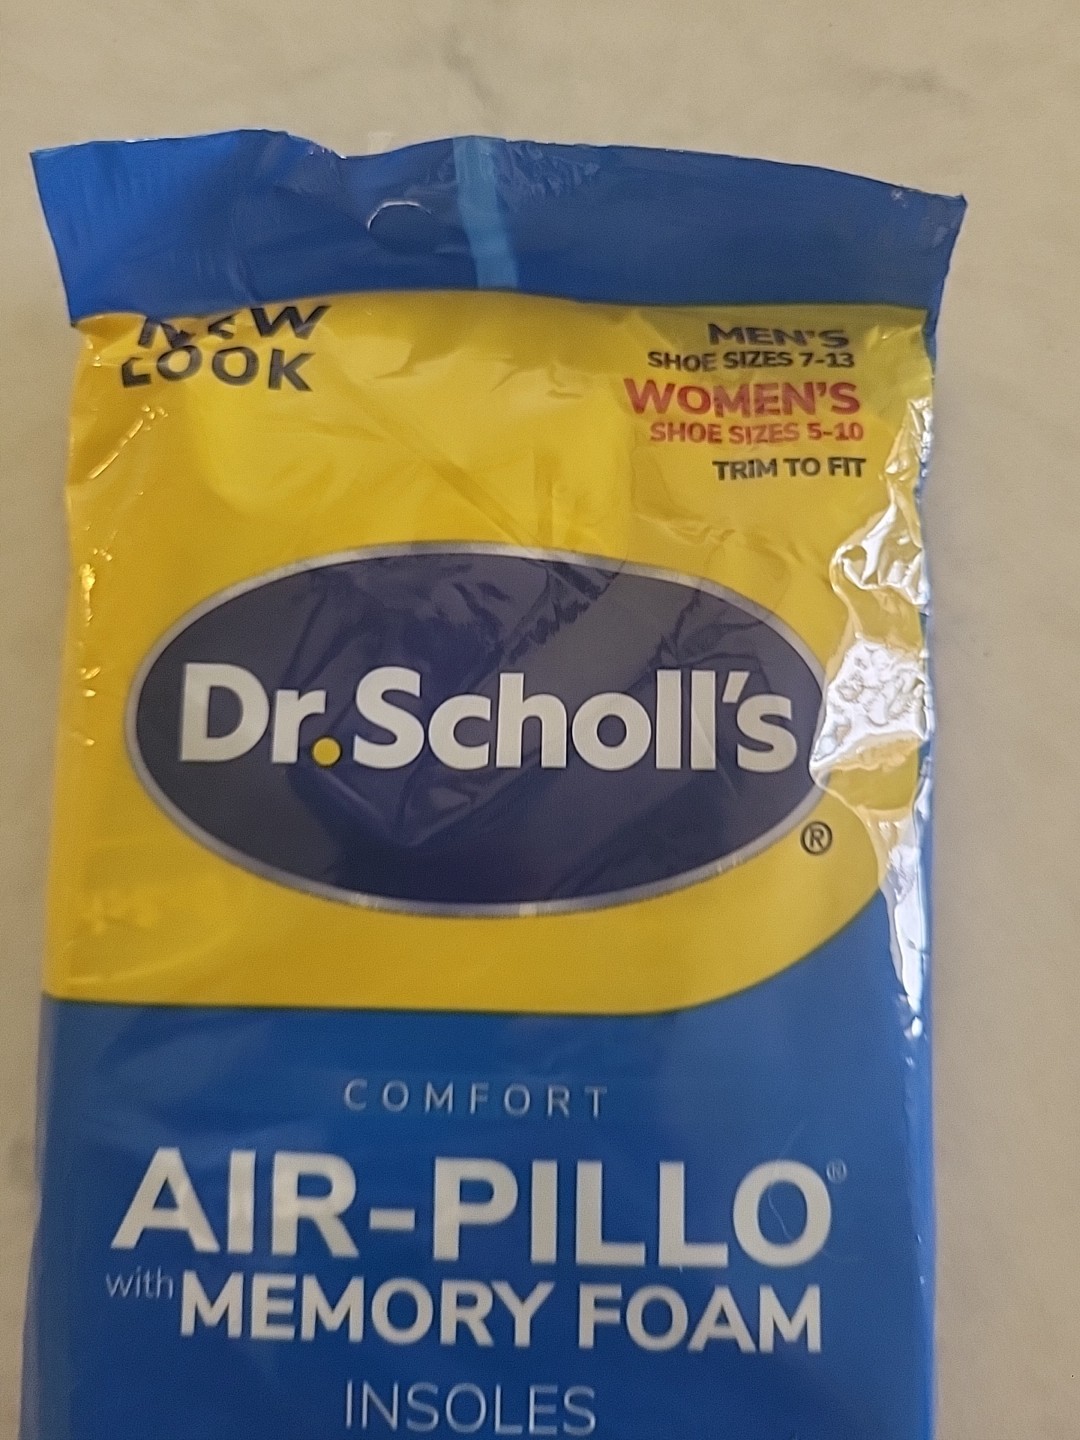 NEW
LOOK
MEN'S
SHOE SIZES 7-13
WOMEN'S
SHOE SIZES 5-10
TRIM TO FIT
Dr.Scholl's
®
COMFORT
AIR-PILLO®
with MEMORY FOAM
INSOLES